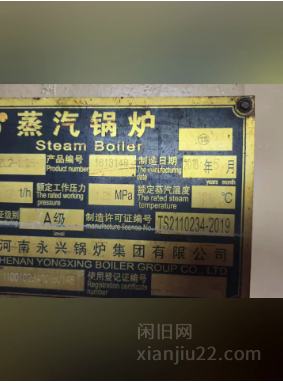 蒸汽锅炉
Steam Boiler
产品编号 制造日期 年 月
Product number The manufacturing date years month
t/h 额定工作压力 MPa 额定蒸汽温度 ℃
The rated working pressure The rated steam temperature
证级别 A级 制造许可证编号 TS2110234-2019
manufacture license No.
河南永兴锅炉集团有限公司
HENAN YONGXING BOILER GROUP CO., LTD
使用登记证编号
Registration certificate number
闲旧网
xianjiu22.com